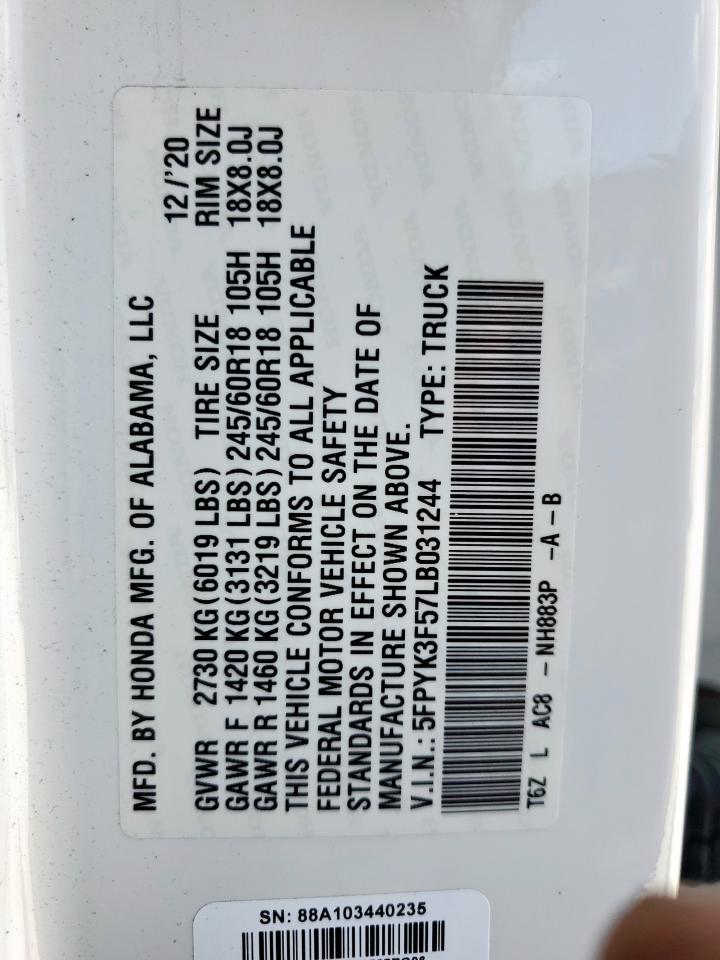 MFD. BY HONDA MFG. OF ALABAMA, LLC
12/'20
GVWR 2730 KG(6019 LBS) TIRE SIZE RIM SIZE
GAWR F 1420 KG(3131 LBS)245/60R18 105H 18X8.0J
GAWR R 1460 KG(3219 LBS)245/60R18 105H 18X8.0J
THIS VEHICLE CONFORMS TO ALL APPLICABLE
FEDERAL MOTOR VEHICLE SAFETY
STANDARDS IN EFFECT ON THE DATE OF
MANUFACTURE SHOWN ABOVE.
V.I.N.: 5FPYK3F57LB031244 TYPE: TRUCK
T6Z L AC8 - NH883P -A-B
SN: 88A103440235